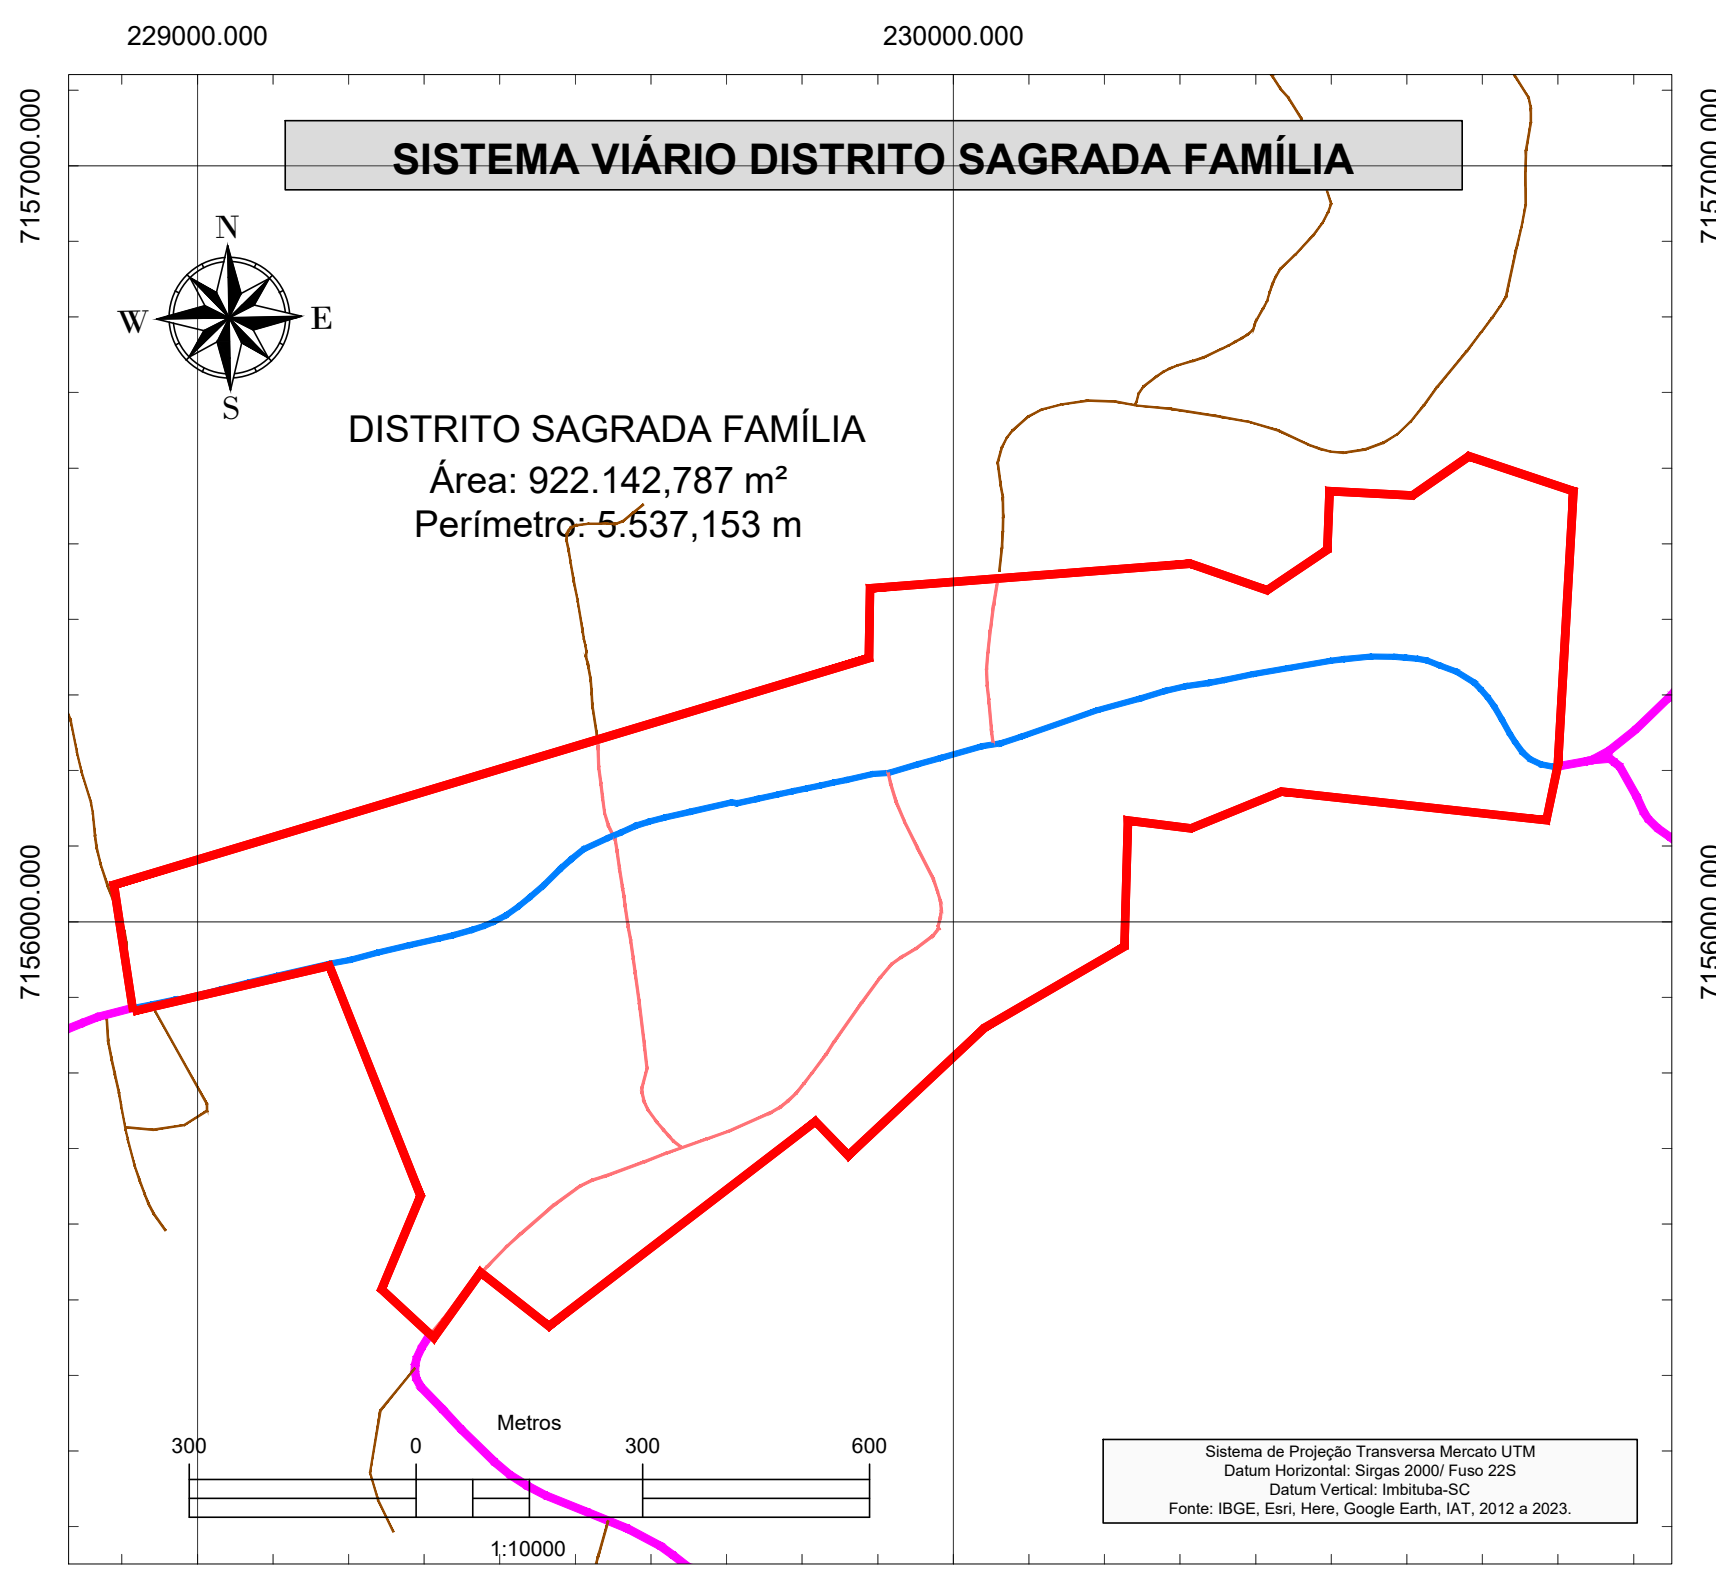 229000.000
230000.000
7157000.000
7157000.000
SISTEMA VIÁRIO DISTRITO SAGRADA FAMÍLIA
N
W
E
S
DISTRITO SAGRADA FAMÍLIA
Área: 922.142,787 m²
Perímetro: 5.537,153 m
7156000.000
7156000.000
Metros
300
0
300
600
1:10000
Sistema de Projeção Transversa Mercato UTM
Datum Horizontal: Sirgas 2000/ Fuso 22S
Datum Vertical: Imbituba-SC
Fonte: IBGE, Esri, Here, Google Earth, IAT, 2012 a 2023.